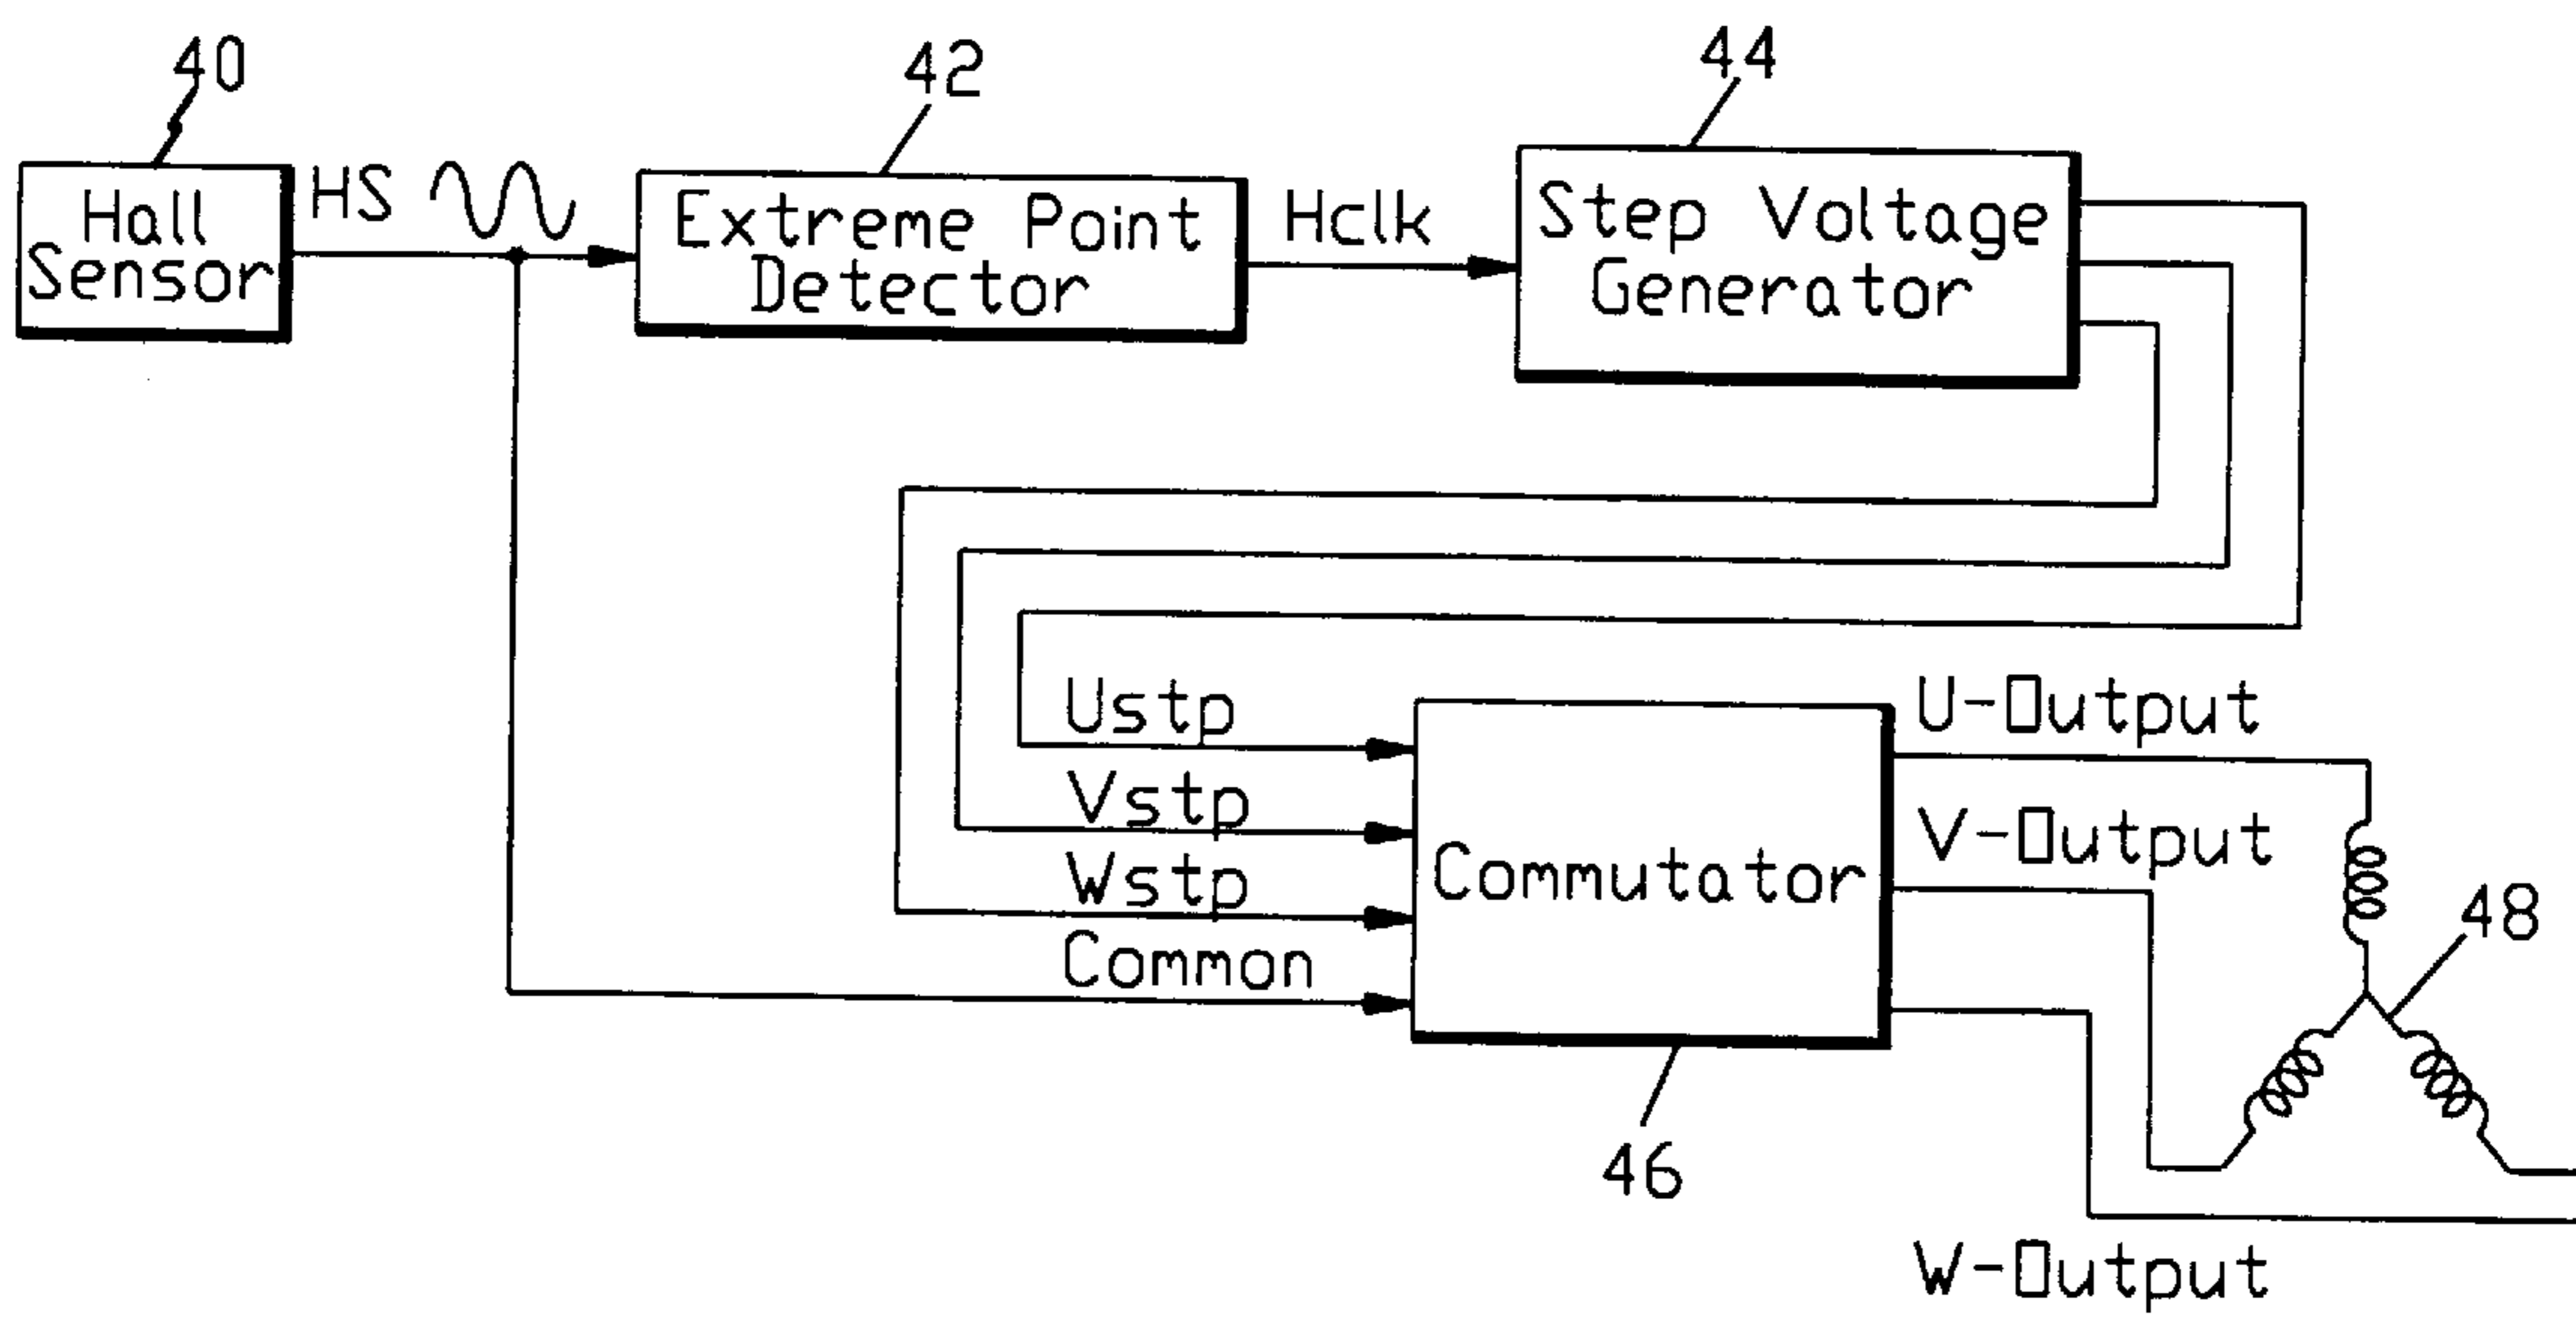 40
42
44
Hall
Sensor
HS
Extreme Point
Detector
Hclk
Step Voltage
Generator
Ustp
Vstp
Wstp
Common
Commutator
46
U-Output
V-Output
W-Output
48